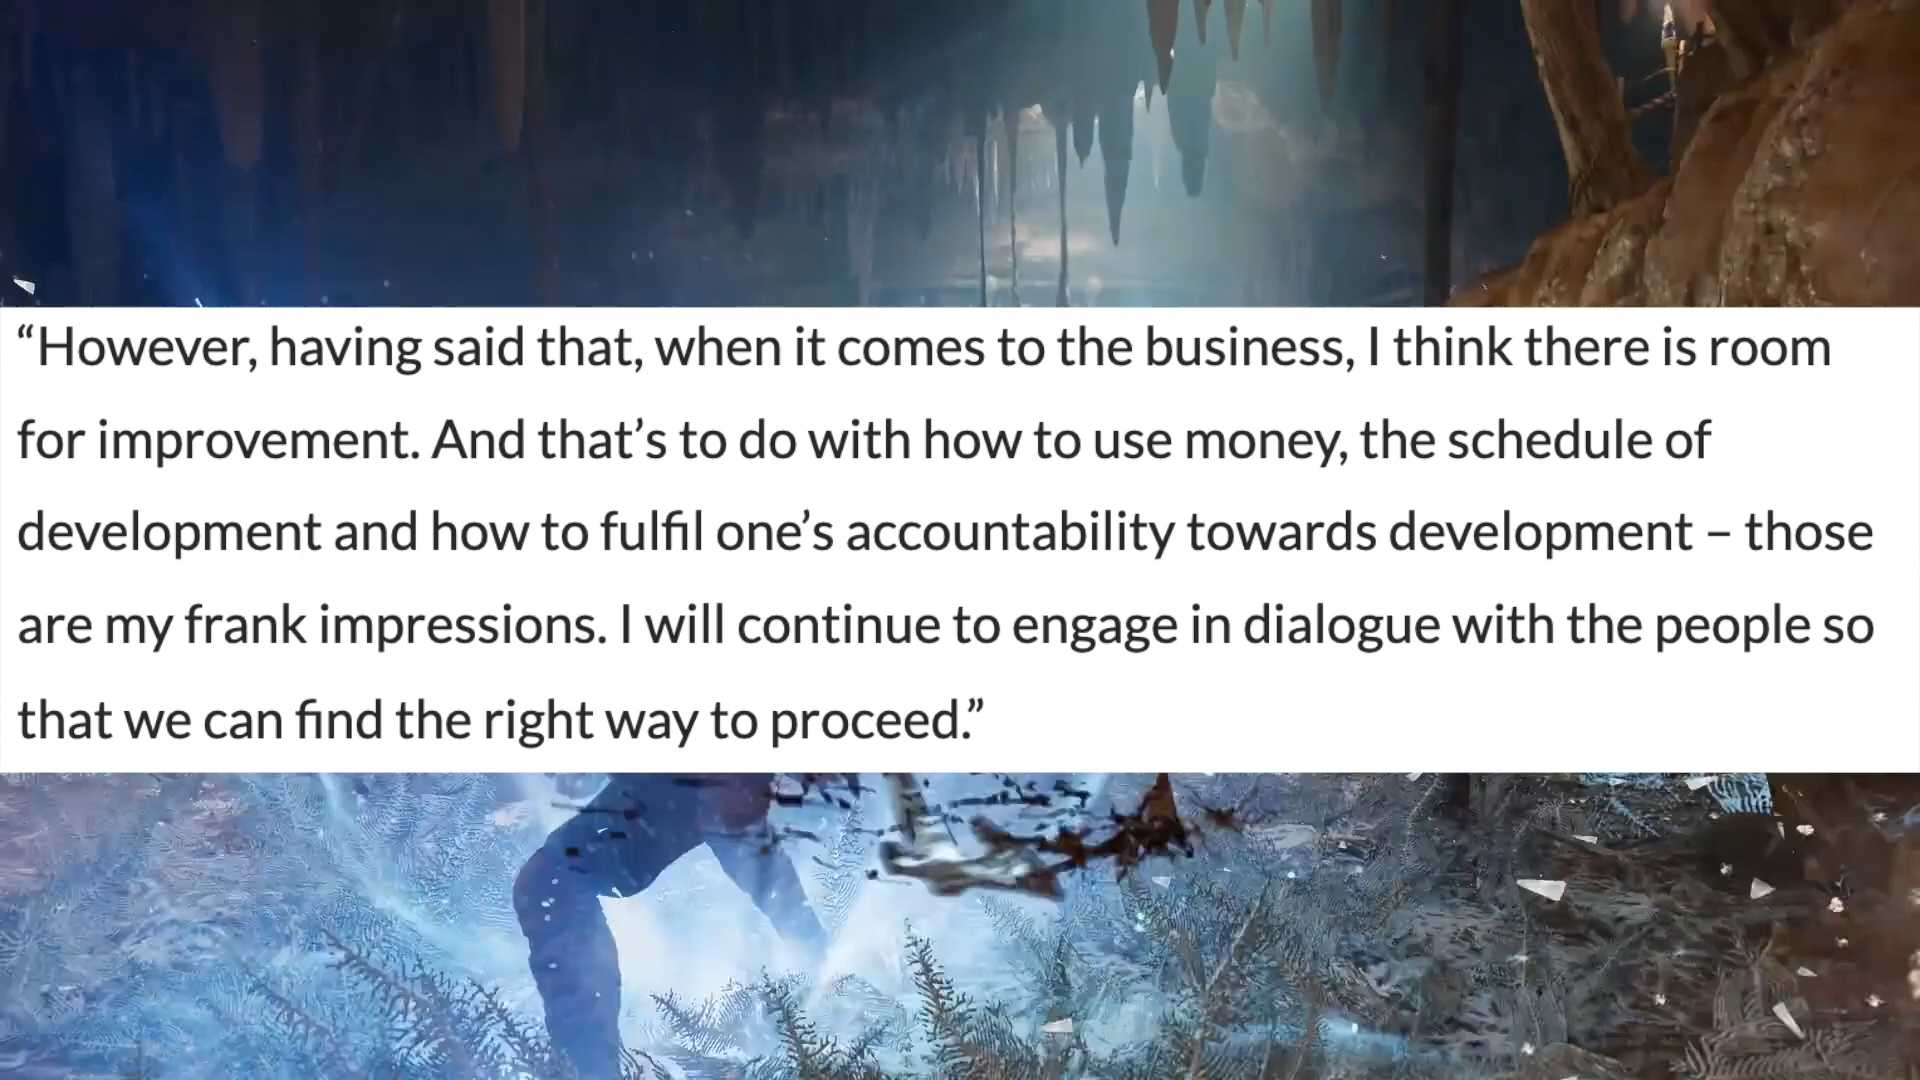 “However, having said that, when it comes to the business, I think there is room
for improvement. And that’s to do with how to use money, the schedule of
development and how to fulfil one’s accountability towards development – those
are my frank impressions. I will continue to engage in dialogue with the people so
that we can find the right way to proceed.”